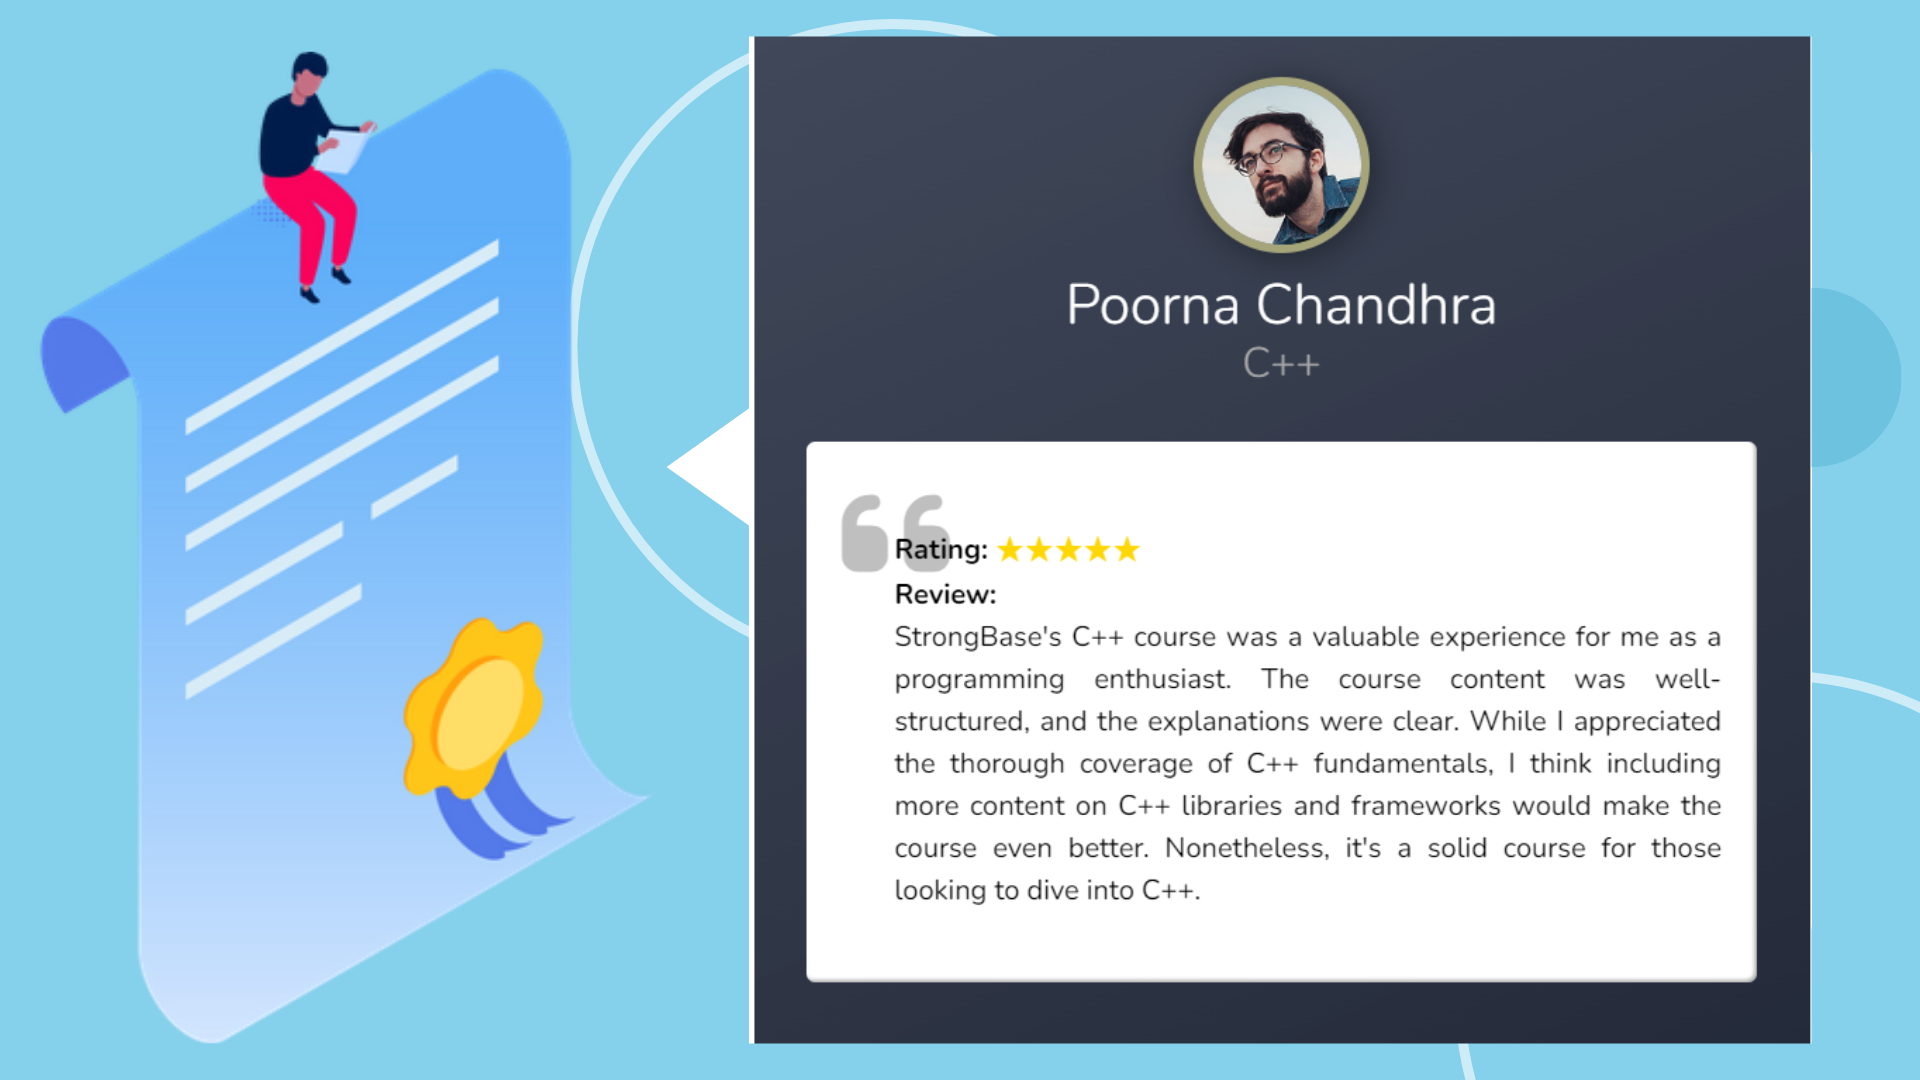 Poorna Chandhra
C++
Rating: ★★★★★
Review:
StrongBase's C++ course was a valuable experience for me as a
programming enthusiast. The course content was well-
structured, and the explanations were clear. While I appreciated
the thorough coverage of C++ fundamentals, I think including
more content on C++ libraries and frameworks would make the
course even better. Nonetheless, it's a solid course for those
looking to dive into C++.